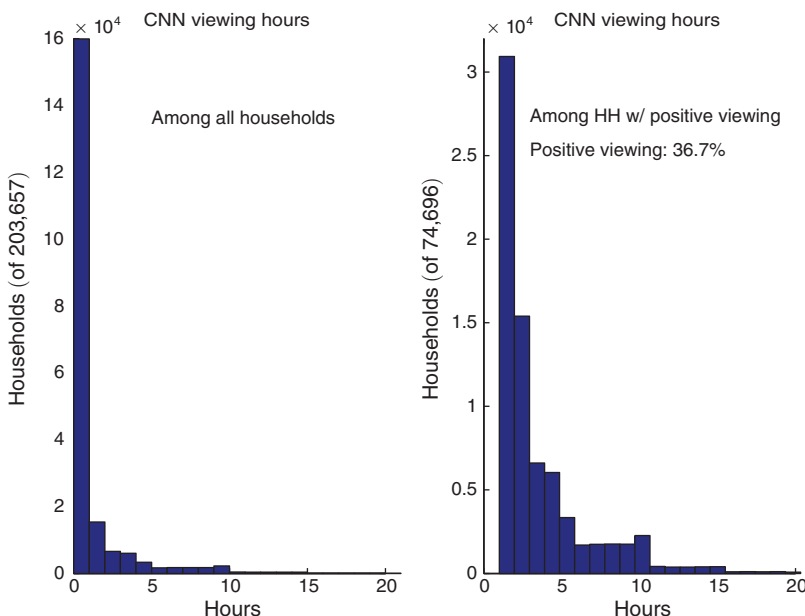 CNN viewing hours
× 10⁴
Among all households
Households (of 203,657)
16
14
12
10
8
6
4
2
0
0 5 10 15 20
Hours
CNN viewing hours
× 10⁴
Among HH w/ positive viewing
Positive viewing: 36.7%
Households (of 74,696)
3
2.5
2
1.5
1
0.5
0
0 5 10 15 20
Hours